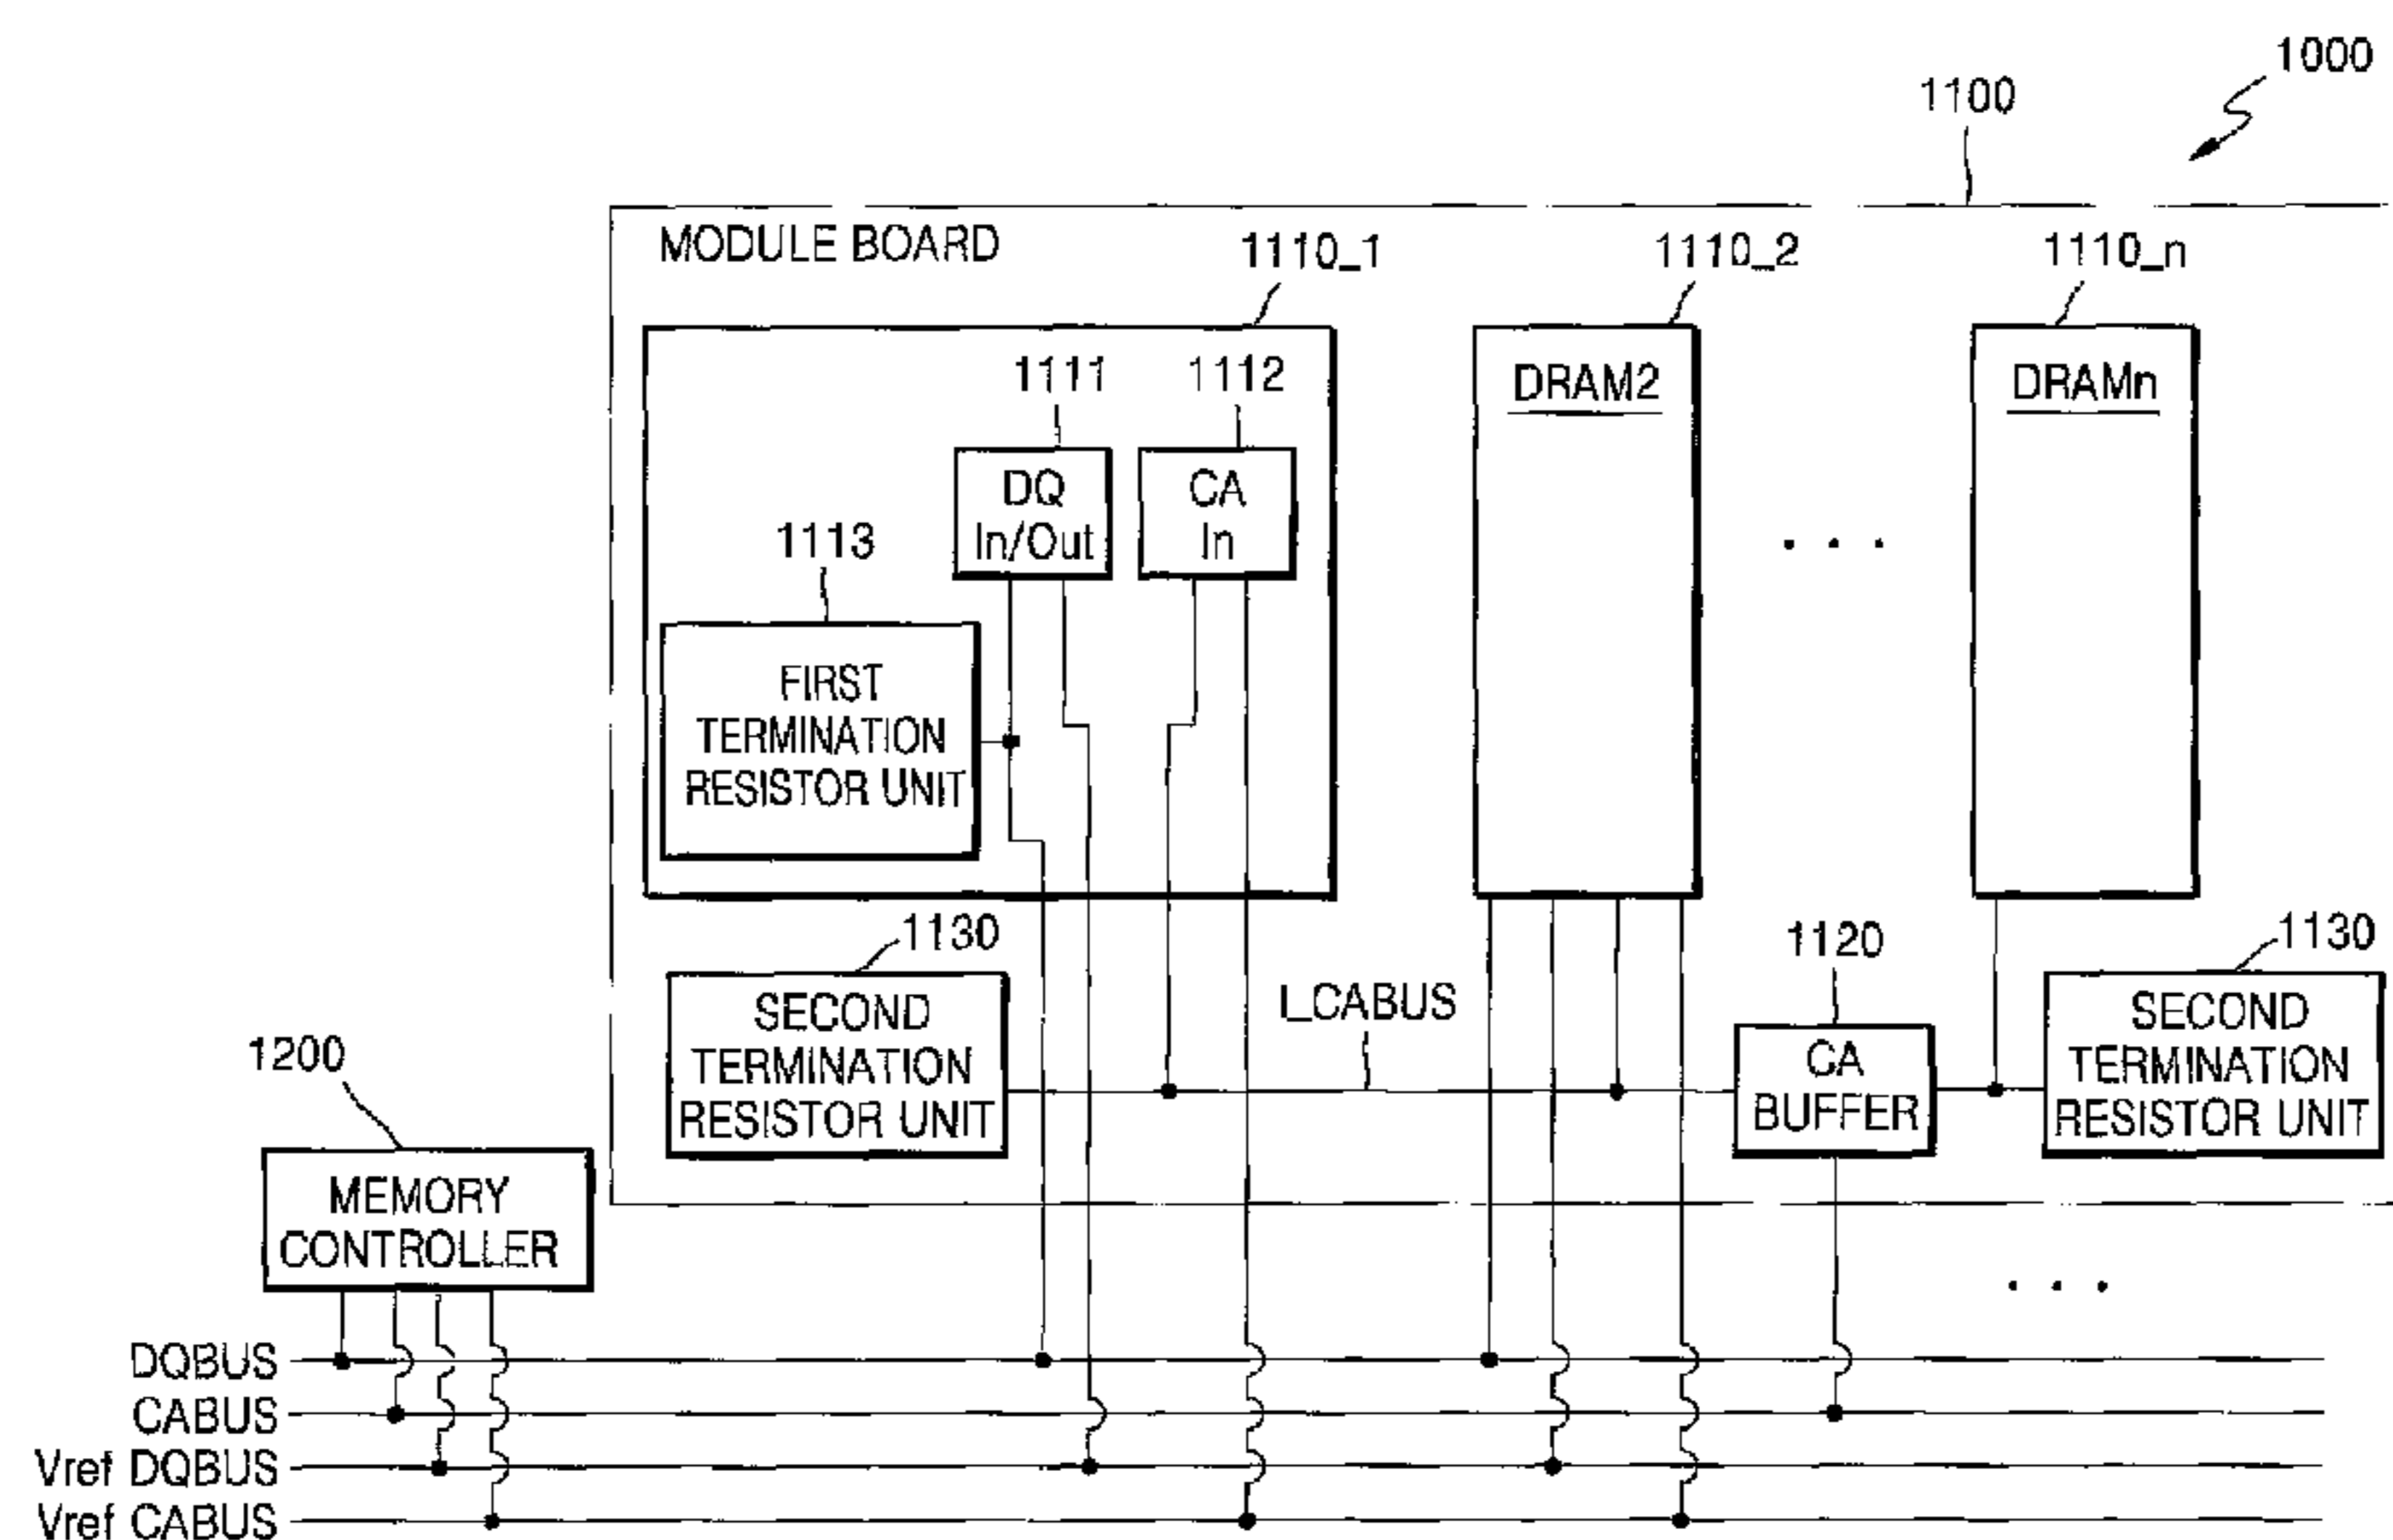 1000
1100
MODULE BOARD
1110_1
1110_2
1110_n
1111
1112
DRAM2
DRAMn
DQ
In/Out
CA
In
. . .
1113
FIRST
TERMINATION
RESISTOR UNIT
1130
SECOND
TERMINATION
RESISTOR UNIT
I_CABUS
1120
CA
BUFFER
1130
SECOND
TERMINATION
RESISTOR UNIT
1200
MEMORY
CONTROLLER
. . .
DQBUS
CABUS
Vref DQBUS
Vref CABUS